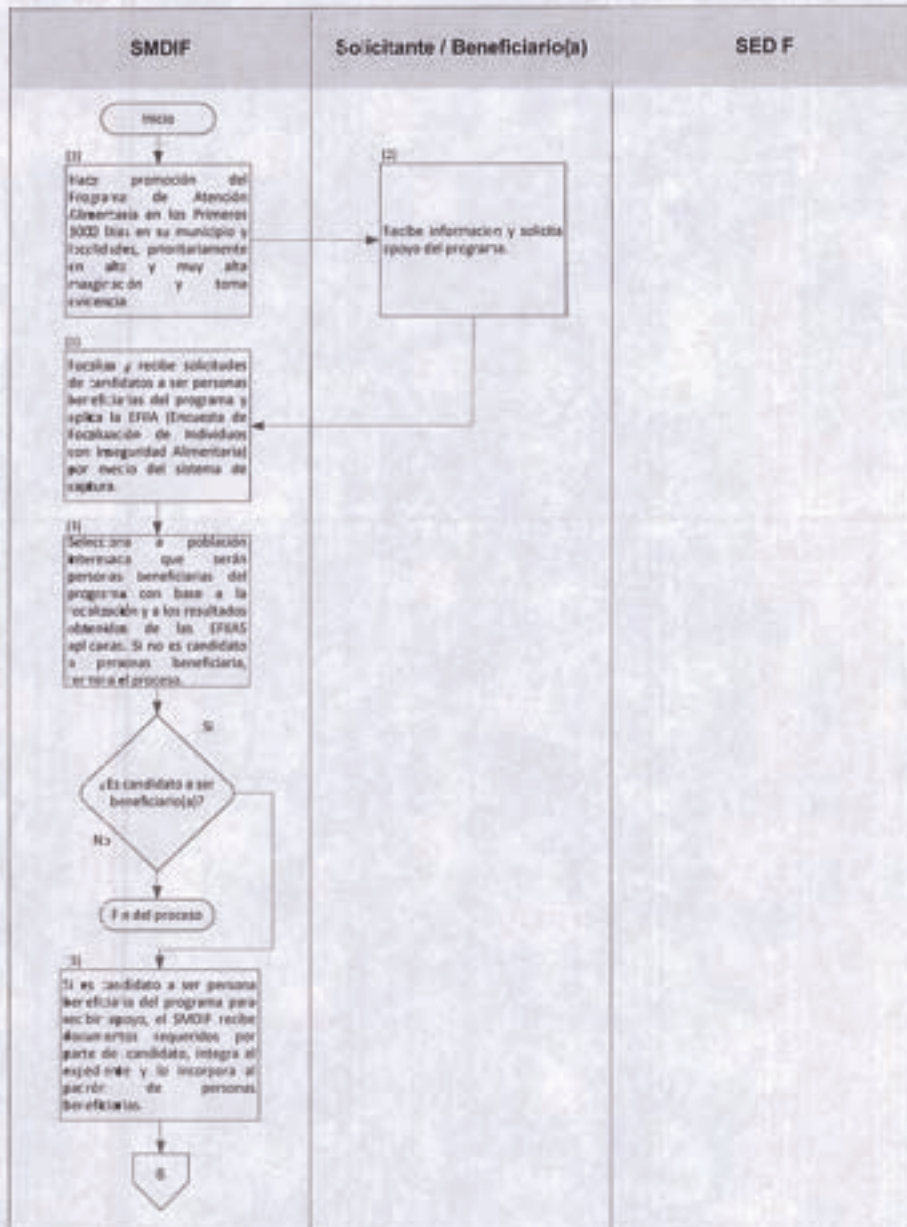 SMDIF
Solicitante / Beneficiario(a)
SED F
Inicio
[1]
Hace promoción del
Programa de Atención
Alimentaria en los Primeros
1000 Días en su municipio y
localidades, prioritariamente
en alta y muy alta
marginación y toma
evidencia.
[2]
Recibe información y solicita
apoyo del programa.
Focaliza y recibe solicitudes
de candidatos a ser personas
beneficiarias del programa y
aplica la EFIIA (Encuesta de
Focalización de Individuos
con Inseguridad Alimentaria)
por medio del sistema de
captura.
Selecciona a población
interesada que serán
personas beneficiarias del
programa con base a la
focalización y a los resultados
obtenidos de las EFIIAS
aplicadas. Si no es candidato
a personas beneficiaria,
termina el proceso.
Si
¿Es candidato a ser
beneficiario(a)?
No
Fin del proceso
Si es candidato a ser persona
beneficiaria del programa para
recibir apoyo, el SMDIF recibe
documentos requeridos por
parte de candidato, integra el
expediente y lo incorpora al
padrón de personas
beneficiarias.
6